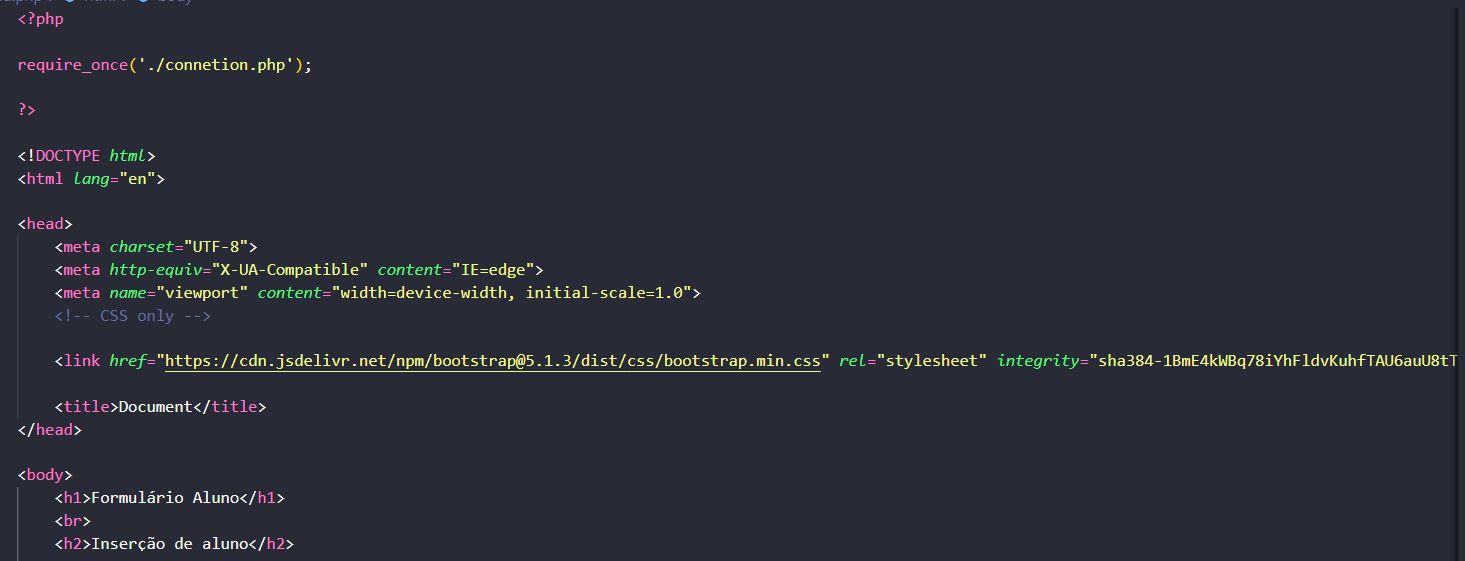 <?php
require_once('./connetion.php');
?>
<!DOCTYPE html>
<html lang="en">
<head>
<meta charset="UTF-8">
<meta http-equiv="X-UA-Compatible" content="IE=edge">
<meta name="viewport" content="width=device-width, initial-scale=1.0">
<!-- CSS only -->
<link href="https://cdn.jsdelivr.net/npm/bootstrap@5.1.3/dist/css/bootstrap.min.css" rel="stylesheet" integrity="sha384-1BmE4kWBq78iYhFldvKuhfTAU6auU8tT
<title>Document</title>
</head>
<body>
<h1>Formulário Aluno</h1>
<br>
<h2>Inserção de aluno</h2>